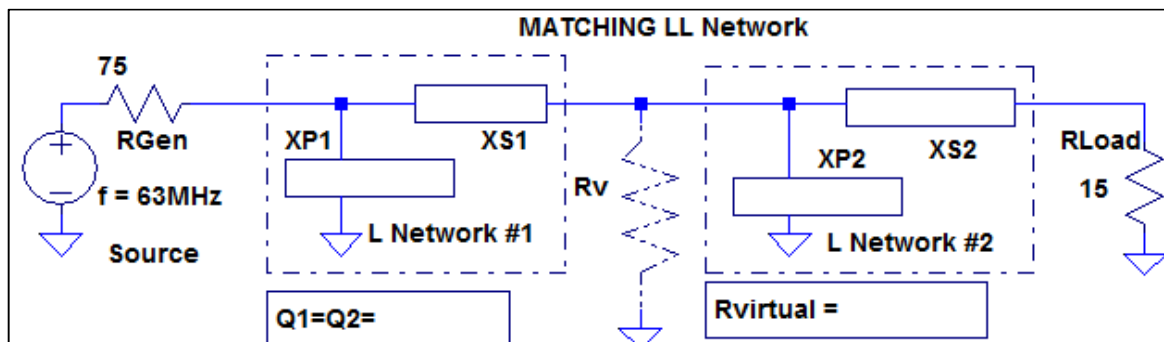 MATCHING LL Network
75
RGen
XP1
XS1
Rv
XP2
XS2
RLoad
15
f = 63MHz
Source
L Network #1
L Network #2
Q1=Q2=
Rvirtual =